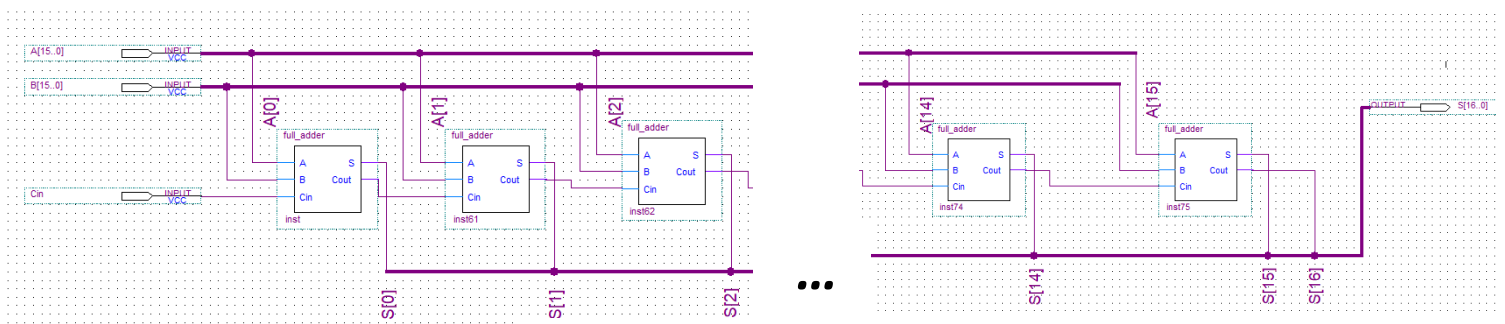 A[15..0]
INPUT
VCC
B[15..0]
INPUT
VCC
A[0]
A[1]
A[2]
A[14]
A[15]
OUTPUT
S[16..0]
full_adder
A
S
B
Cout
Cin
inst
full_adder
A
S
B
Cout
Cin
inst61
full_adder
A
S
B
Cout
Cin
inst62
full_adder
A
S
B
Cout
Cin
inst74
full_adder
A
S
B
Cout
Cin
inst75
Cin
INPUT
VCC
...
S[0]
S[1]
S[2]
S[14]
S[15]
S[16]